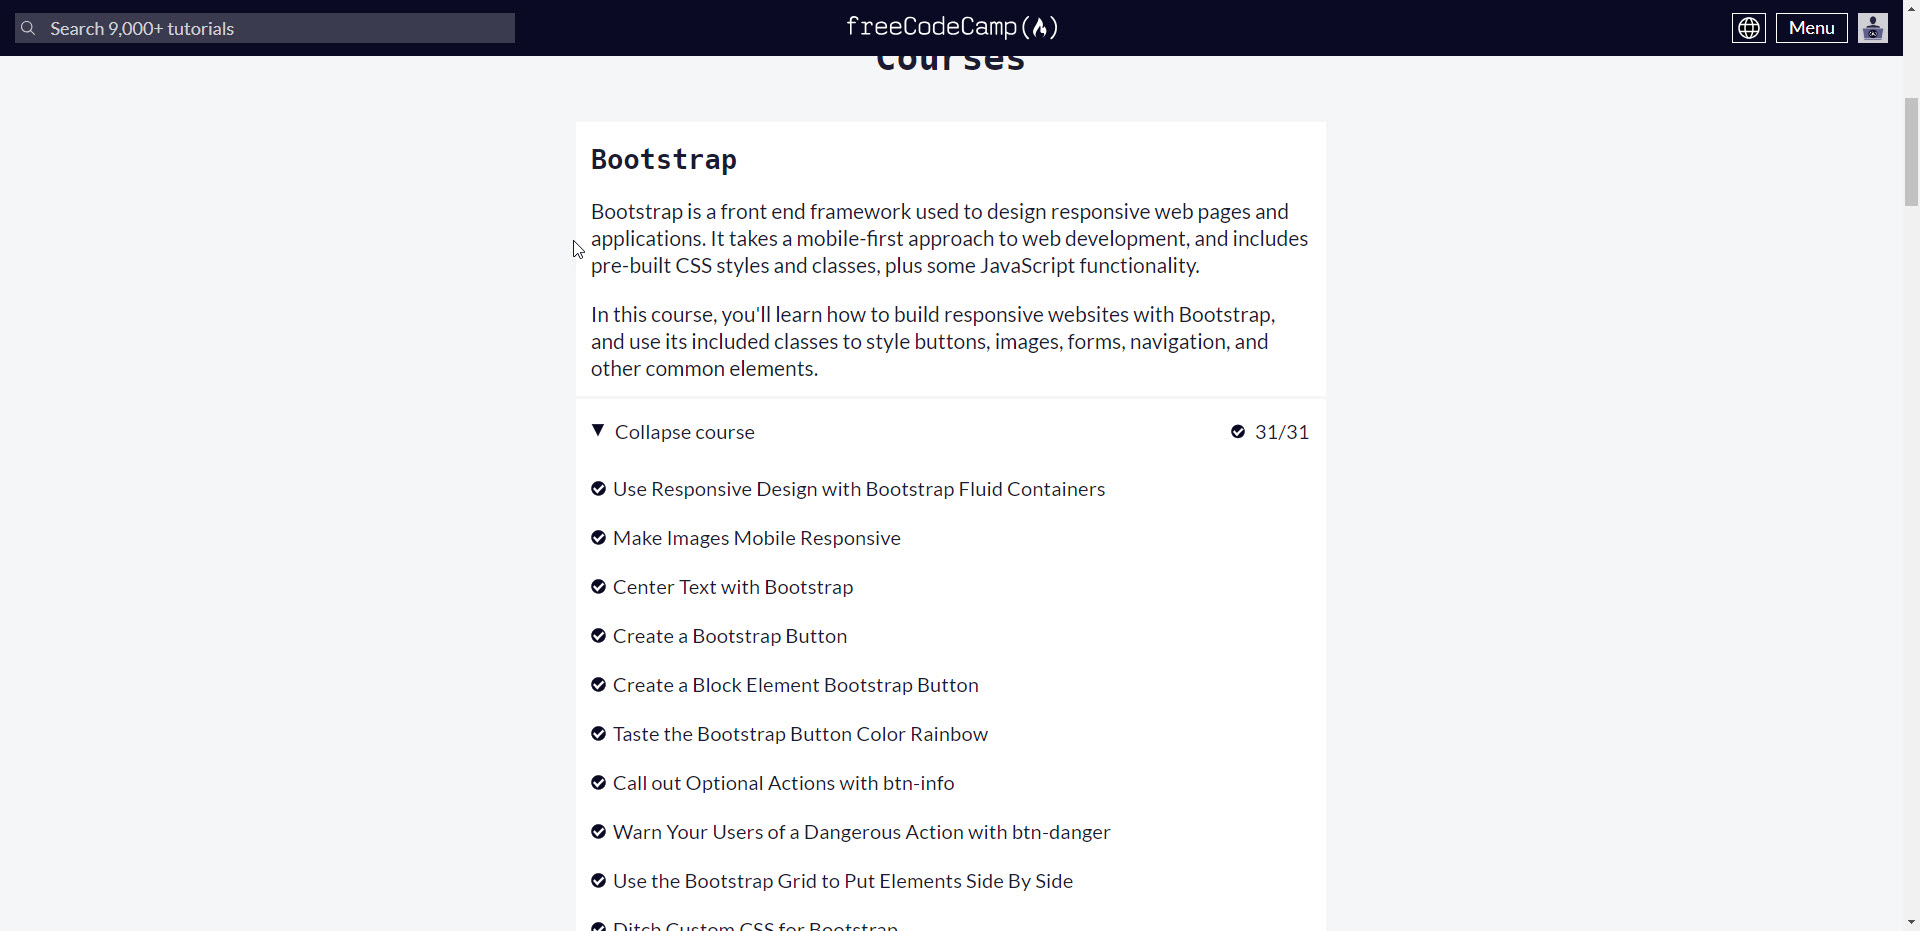 Search 9,000+ tutorials
freeCodeCamp(🔥)
Menu
Courses
Bootstrap
Bootstrap is a front end framework used to design responsive web pages and
applications. It takes a mobile-first approach to web development, and includes
pre-built CSS styles and classes, plus some JavaScript functionality.
In this course, you'll learn how to build responsive websites with Bootstrap,
and use its included classes to style buttons, images, forms, navigation, and
other common elements.
Collapse course
31/31
Use Responsive Design with Bootstrap Fluid Containers
Make Images Mobile Responsive
Center Text with Bootstrap
Create a Bootstrap Button
Create a Block Element Bootstrap Button
Taste the Bootstrap Button Color Rainbow
Call out Optional Actions with btn-info
Warn Your Users of a Dangerous Action with btn-danger
Use the Bootstrap Grid to Put Elements Side By Side
Ditch Custom CSS for Bootstrap